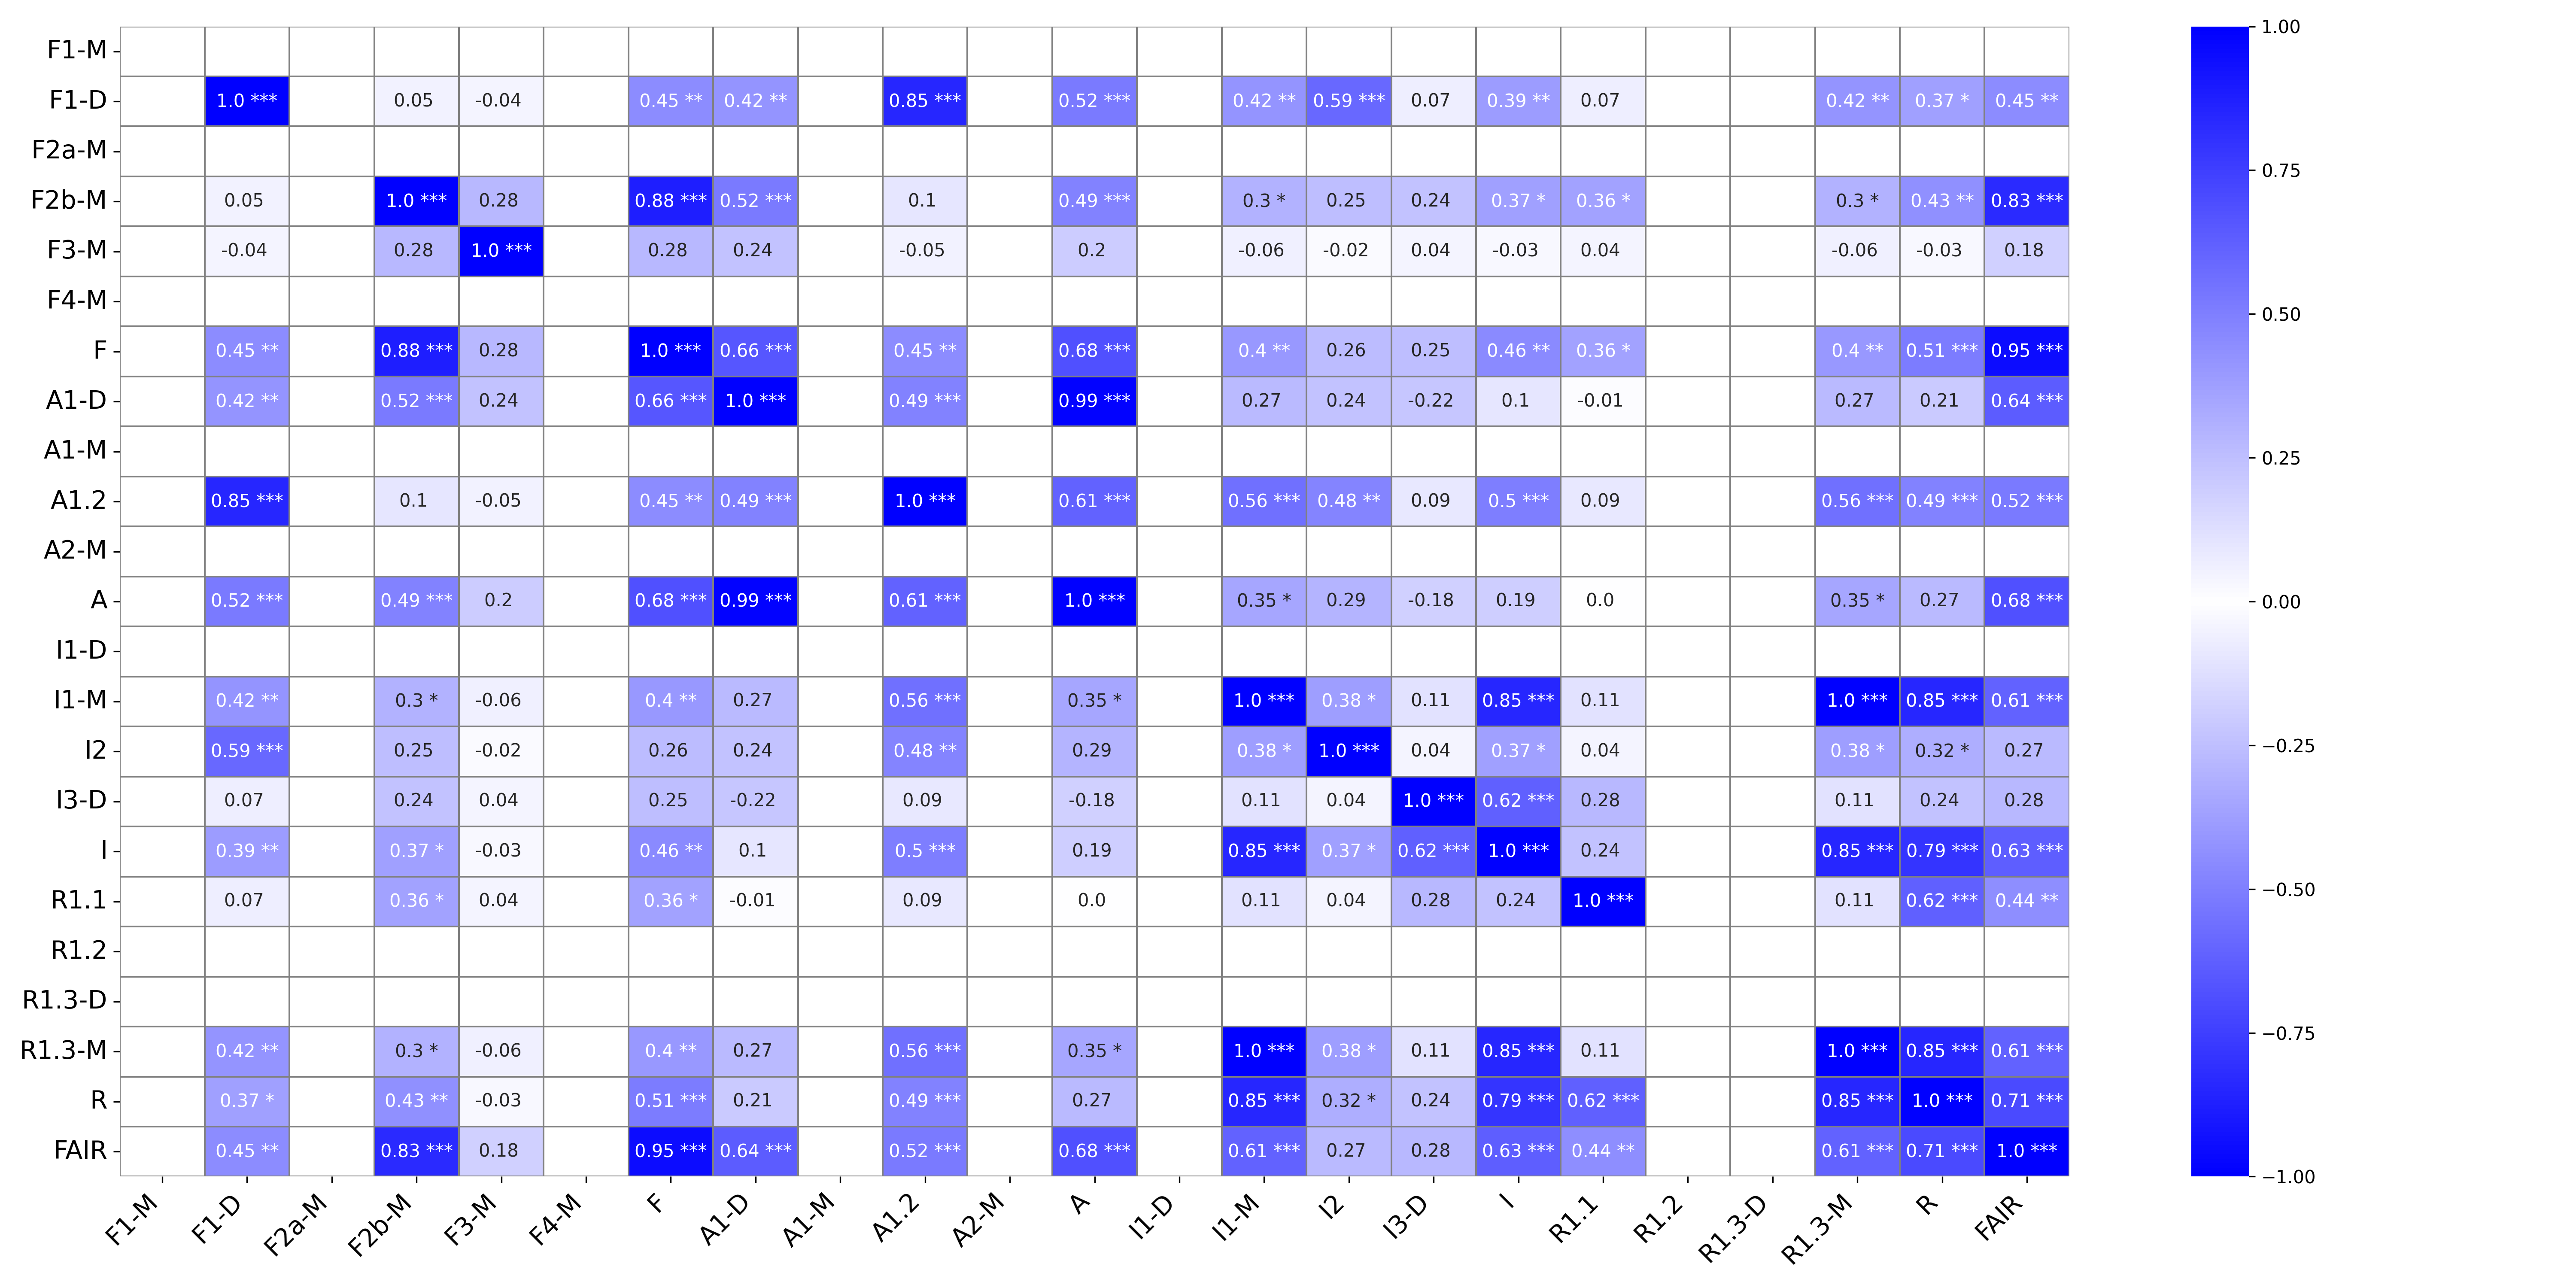 F1-M
F1-D 1.0 *** 0.05 -0.04 0.45 ** 0.42 ** 0.85 *** 0.52 *** 0.42 ** 0.59 *** 0.07 0.39 ** 0.07 0.42 ** 0.37 * 0.45 **
F2a-M
F2b-M 0.05 1.0 *** 0.28 0.88 *** 0.52 *** 0.1 0.49 *** 0.3 * 0.25 0.24 0.37 * 0.36 * 0.3 * 0.43 ** 0.83 ***
F3-M -0.04 0.28 1.0 *** 0.28 0.24 -0.05 0.2 -0.06 -0.02 0.04 -0.03 0.04 -0.06 -0.03 0.18
F4-M
F 0.45 ** 0.88 *** 0.28 1.0 *** 0.66 *** 0.45 ** 0.68 *** 0.4 ** 0.26 0.25 0.46 ** 0.36 * 0.4 ** 0.51 *** 0.95 ***
A1-D 0.42 ** 0.52 *** 0.24 0.66 *** 1.0 *** 0.49 *** 0.99 *** 0.27 0.24 -0.22 0.1 -0.01 0.27 0.21 0.64 ***
A1-M
A1.2 0.85 *** 0.1 -0.05 0.45 ** 0.49 *** 1.0 *** 0.61 *** 0.56 *** 0.48 ** 0.09 0.5 *** 0.09 0.56 *** 0.49 *** 0.52 ***
A2-M
A 0.52 *** 0.49 *** 0.2 0.68 *** 0.99 *** 0.61 *** 1.0 *** 0.35 * 0.29 -0.18 0.19 0.0 0.35 * 0.27 0.68 ***
I1-D
I1-M 0.42 ** 0.3 * -0.06 0.4 ** 0.27 0.56 *** 0.35 * 1.0 *** 0.38 * 0.11 0.85 *** 0.11 1.0 *** 0.85 *** 0.61 ***
I2 0.59 *** 0.25 -0.02 0.26 0.24 0.48 ** 0.29 0.38 * 1.0 *** 0.04 0.37 * 0.04 0.38 * 0.32 * 0.27
I3-D 0.07 0.24 0.04 0.25 -0.22 0.09 -0.18 0.11 0.04 1.0 *** 0.62 *** 0.28 0.11 0.24 0.28
I 0.39 ** 0.37 * -0.03 0.46 ** 0.1 0.5 *** 0.19 0.85 *** 0.37 * 0.62 *** 1.0 *** 0.24 0.85 *** 0.79 *** 0.63 ***
R1.1 0.07 0.36 * 0.04 0.36 * -0.01 0.09 0.0 0.11 0.04 0.28 0.24 1.0 *** 0.11 0.62 *** 0.44 **
R1.2
R1.3-D
R1.3-M 0.42 ** 0.3 * -0.06 0.4 ** 0.27 0.56 *** 0.35 * 1.0 *** 0.38 * 0.11 0.85 *** 0.11 1.0 *** 0.85 *** 0.61 ***
R 0.37 * 0.43 ** -0.03 0.51 *** 0.21 0.49 *** 0.27 0.85 *** 0.32 * 0.24 0.79 *** 0.62 *** 0.85 *** 1.0 *** 0.71 ***
FAIR 0.45 ** 0.83 *** 0.18 0.95 *** 0.64 *** 0.52 *** 0.68 *** 0.61 *** 0.27 0.28 0.63 *** 0.44 ** 0.61 *** 0.71 *** 1.0 ***
F1-M F1-D F2a-M F2b-M F3-M F4-M F A1-D A1-M A1.2 A2-M A I1-D I1-M I2 I3-D I R1.1 R1.2 R1.3-D R1.3-M R FAIR
1.00
0.75
0.50
0.25
0.00
−0.25
−0.50
−0.75
−1.00